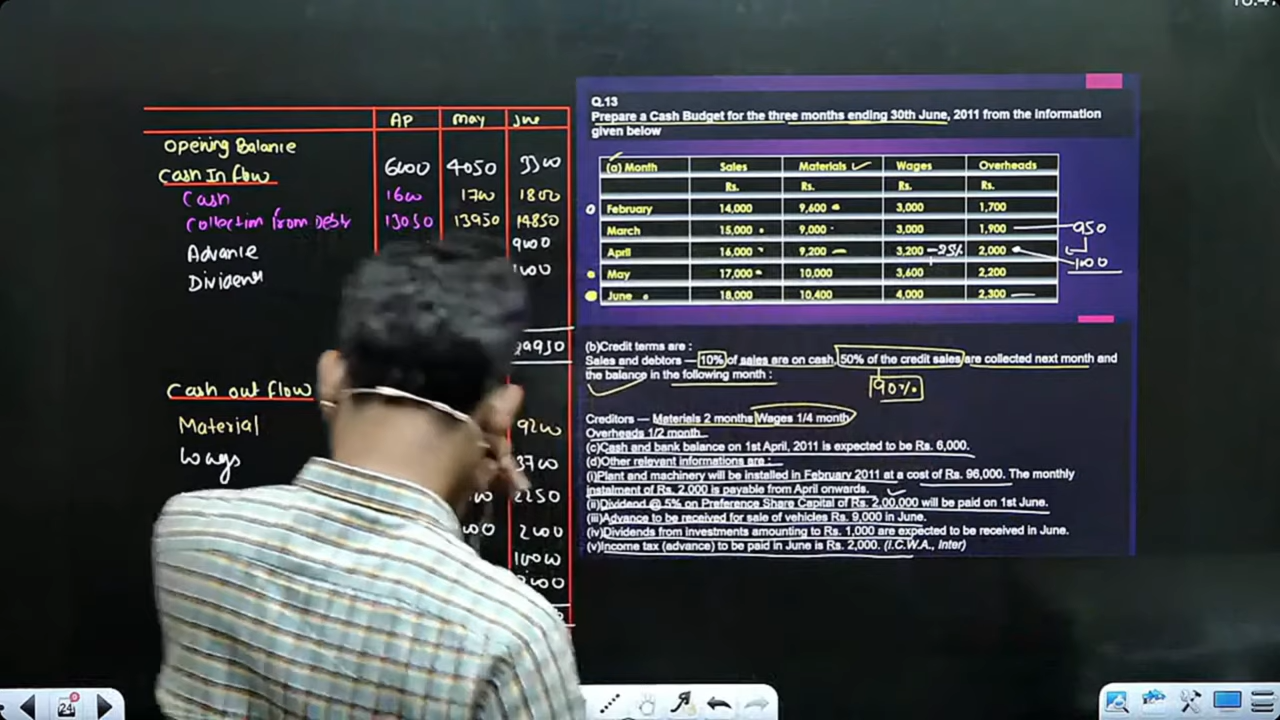 AP may June
Opening Balance 6000 4050 3300
Cash In flow
Cash 1600 1700 1800
Collection from Debt 13050 13950 14850
Advance 9000
Dividend 1000
29950
Cash out flow
Material 9200
Wags 3700
2250
2000
10000
2000
Q.13
Prepare a Cash Budget for the three months ending 30th June, 2011 from the information
given below
(a) Month Sales Materials Wages Overheads
Rs. Rs. Rs. Rs.
February 14,000 9,600 3,000 1,700
March 15,000 9,000 3,000 1,900 950
April 16,000 9,200 3,200 25% 2,000 1000
May 17,000 10,000 3,600 2,200
June 18,000 10,400 4,000 2,300
(b)Credit terms are :
Sales and debtors — 10% of sales are on cash, 50% of the credit sales are collected next month and
the balance in the following month :
90%
Creditors — Materials 2 months Wages 1/4 month
Overheads 1/2 month
(c)Cash and bank balance on 1st April, 2011 is expected to be Rs. 6,000.
(d)Other relevant informations are :
(i)Plant and machinery will be installed in February 2011 at a cost of Rs. 96,000. The monthly
instalment of Rs. 2,000 is payable from April onwards.
(ii)Dividend @ 5% on Preference Share Capital of Rs. 2,00,000 will be paid on 1st June.
(iii)Advance to be received for sale of vehicles Rs. 9,000 in June.
(iv)Dividends from investments amounting to Rs. 1,000 are expected to be received in June.
(v)Income tax (advance) to be paid in June is Rs. 2,000. (I.C.W.A., Inter)
24